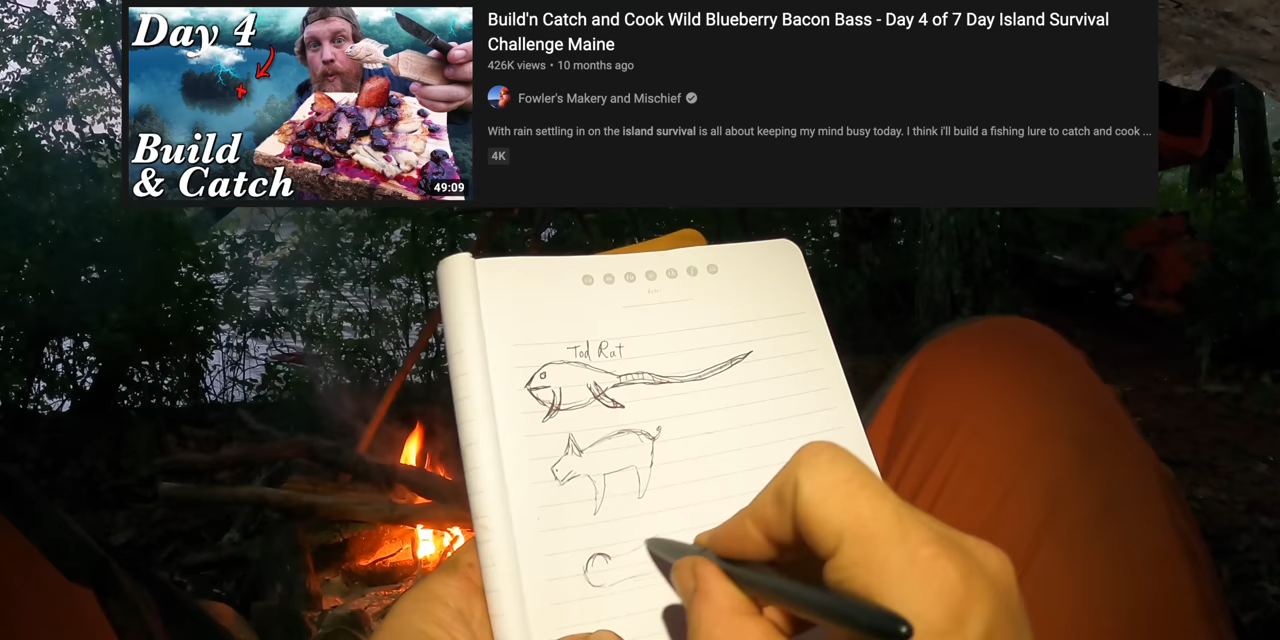 Day 4
Build
& Catch
49:09
Build'n Catch and Cook Wild Blueberry Bacon Bass - Day 4 of 7 Day Island Survival
Challenge Maine
426K views • 10 months ago
Fowler's Makery and Mischief
With rain settling in on the island survival is all about keeping my mind busy today. I think i'll build a fishing lure to catch and cook ...
4K
Tod Rat